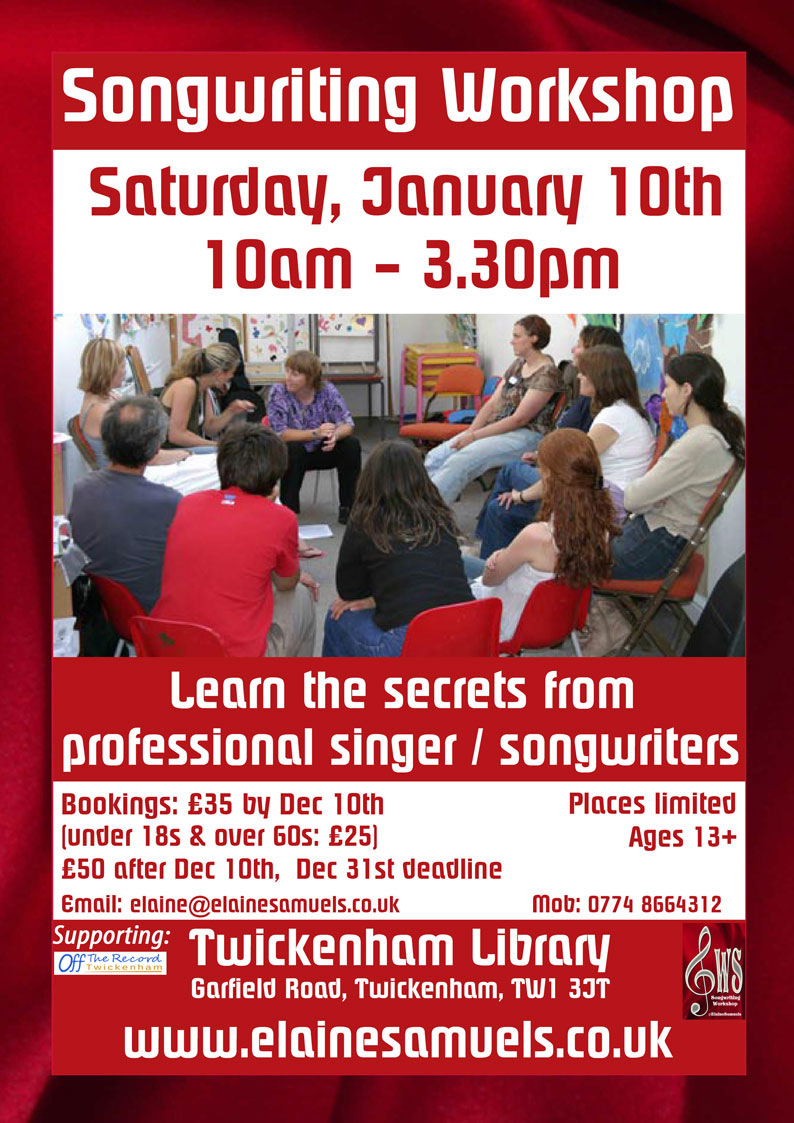 Songwriting Workshop
Saturday, January 10th
10am - 3.30pm
Learn the secrets from
professional singer / songwriters
Bookings: £35 by Dec 10th
(under 18s & over 60s: £25)
£50 after Dec 10th, Dec 31st deadline
Places limited
Ages 13+
Email: elaine@elainesamuels.co.uk
Mob: 0774 8664312
Supporting:
Off The Record
Twickenham
Twickenham Library
Garfield Road, Twickenham, TW1 3JT
WS
Songwriting
Workshop
@ElaineSamuels
www.elainesamuels.co.uk